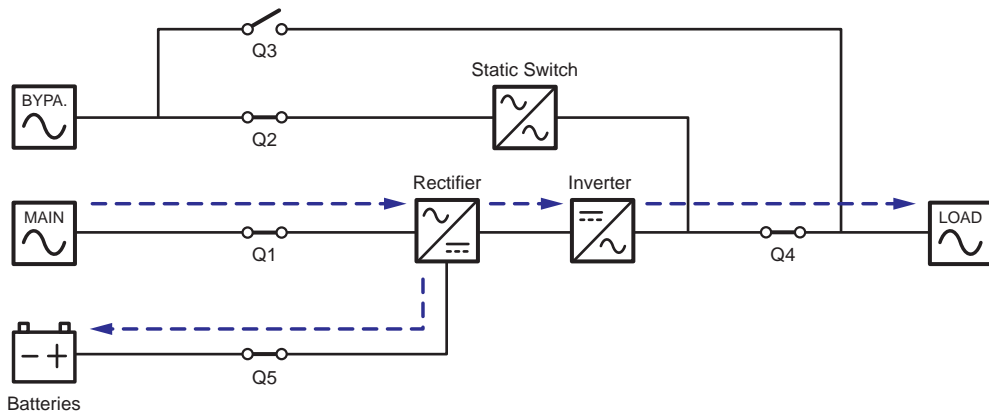 Q3
Static Switch
BYPA.
Q2
Rectifier
Inverter
MAIN
LOAD
Q1
Q4
Q5
Batteries